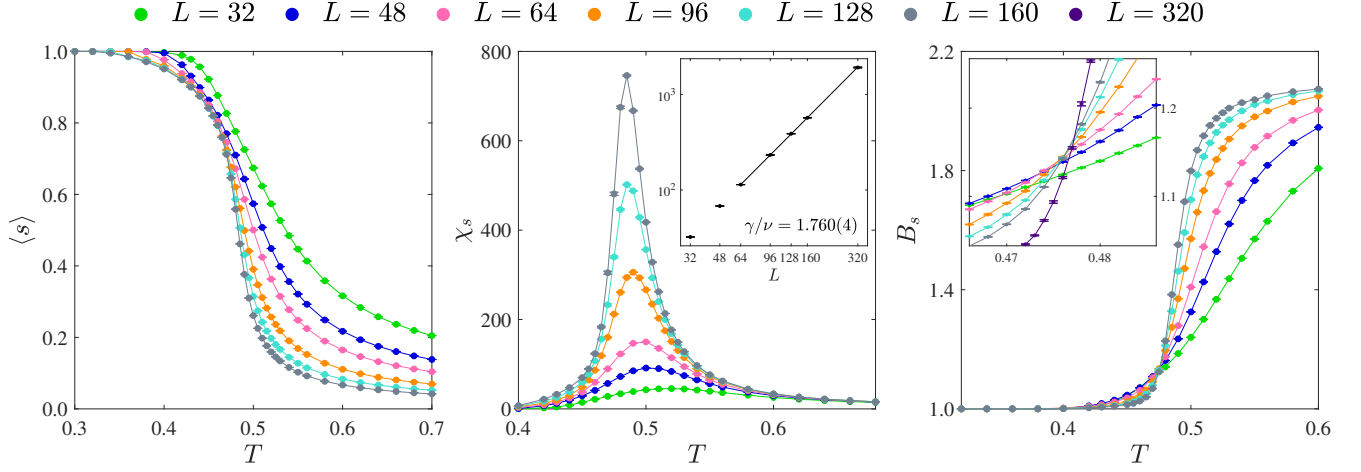 L = 32 L = 48 L = 64 L = 96 L = 128 L = 160 L = 320
⟨s⟩
1.0
0.8
0.6
0.4
0.2
0.0
0.3 0.4 0.5 0.6 0.7
T
χs
800
600
400
200
0
0.4 0.5 0.6
T
10³
10²
γ/ν = 1.760(4)
32 48 64 96 128 160 320
L
Bs
2.2
1.8
1.4
1.0
0.4 0.5 0.6
T
1.2
1.1
0.47 0.48